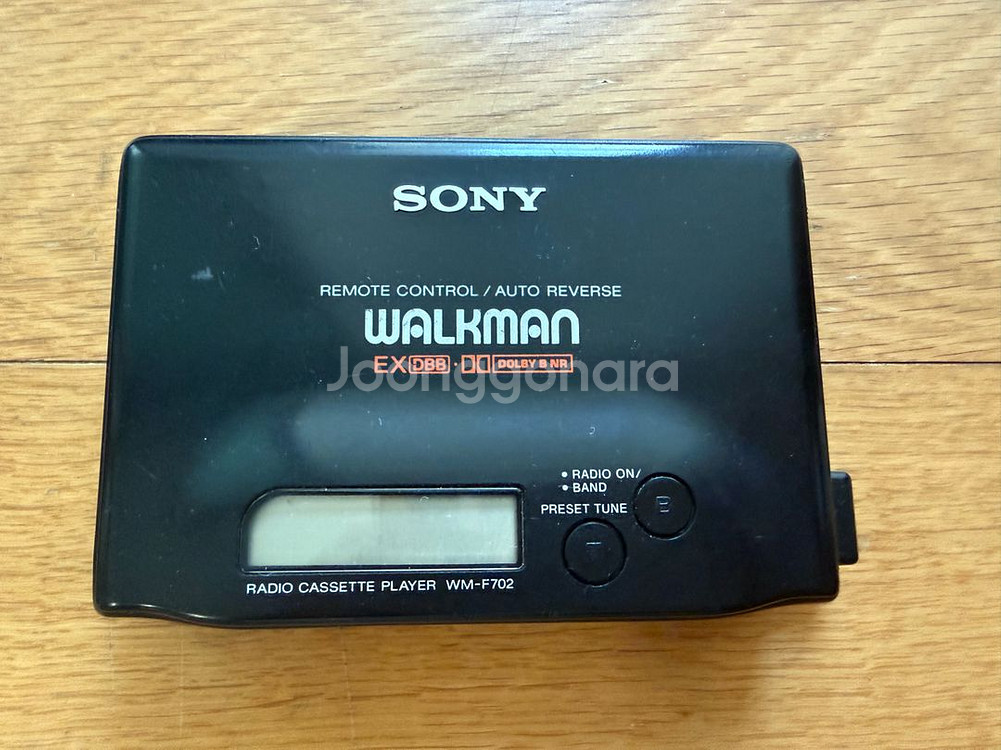 SONY
REMOTE CONTROL / AUTO REVERSE
WALKMAN
EX DBB · DOLBY B NR
Joonggonara
• RADIO ON/
• BAND
B
PRESET TUNE
RADIO CASSETTE PLAYER WM-F702